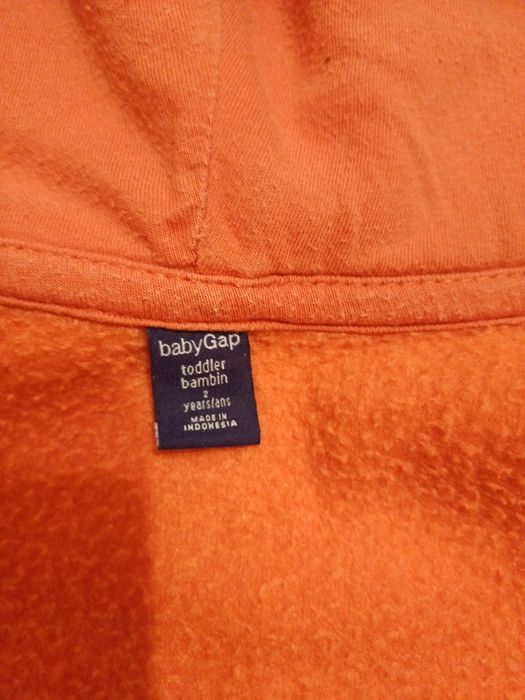 babyGap
toddler
bambin
2
years/ans
MADE IN
INDONESIA